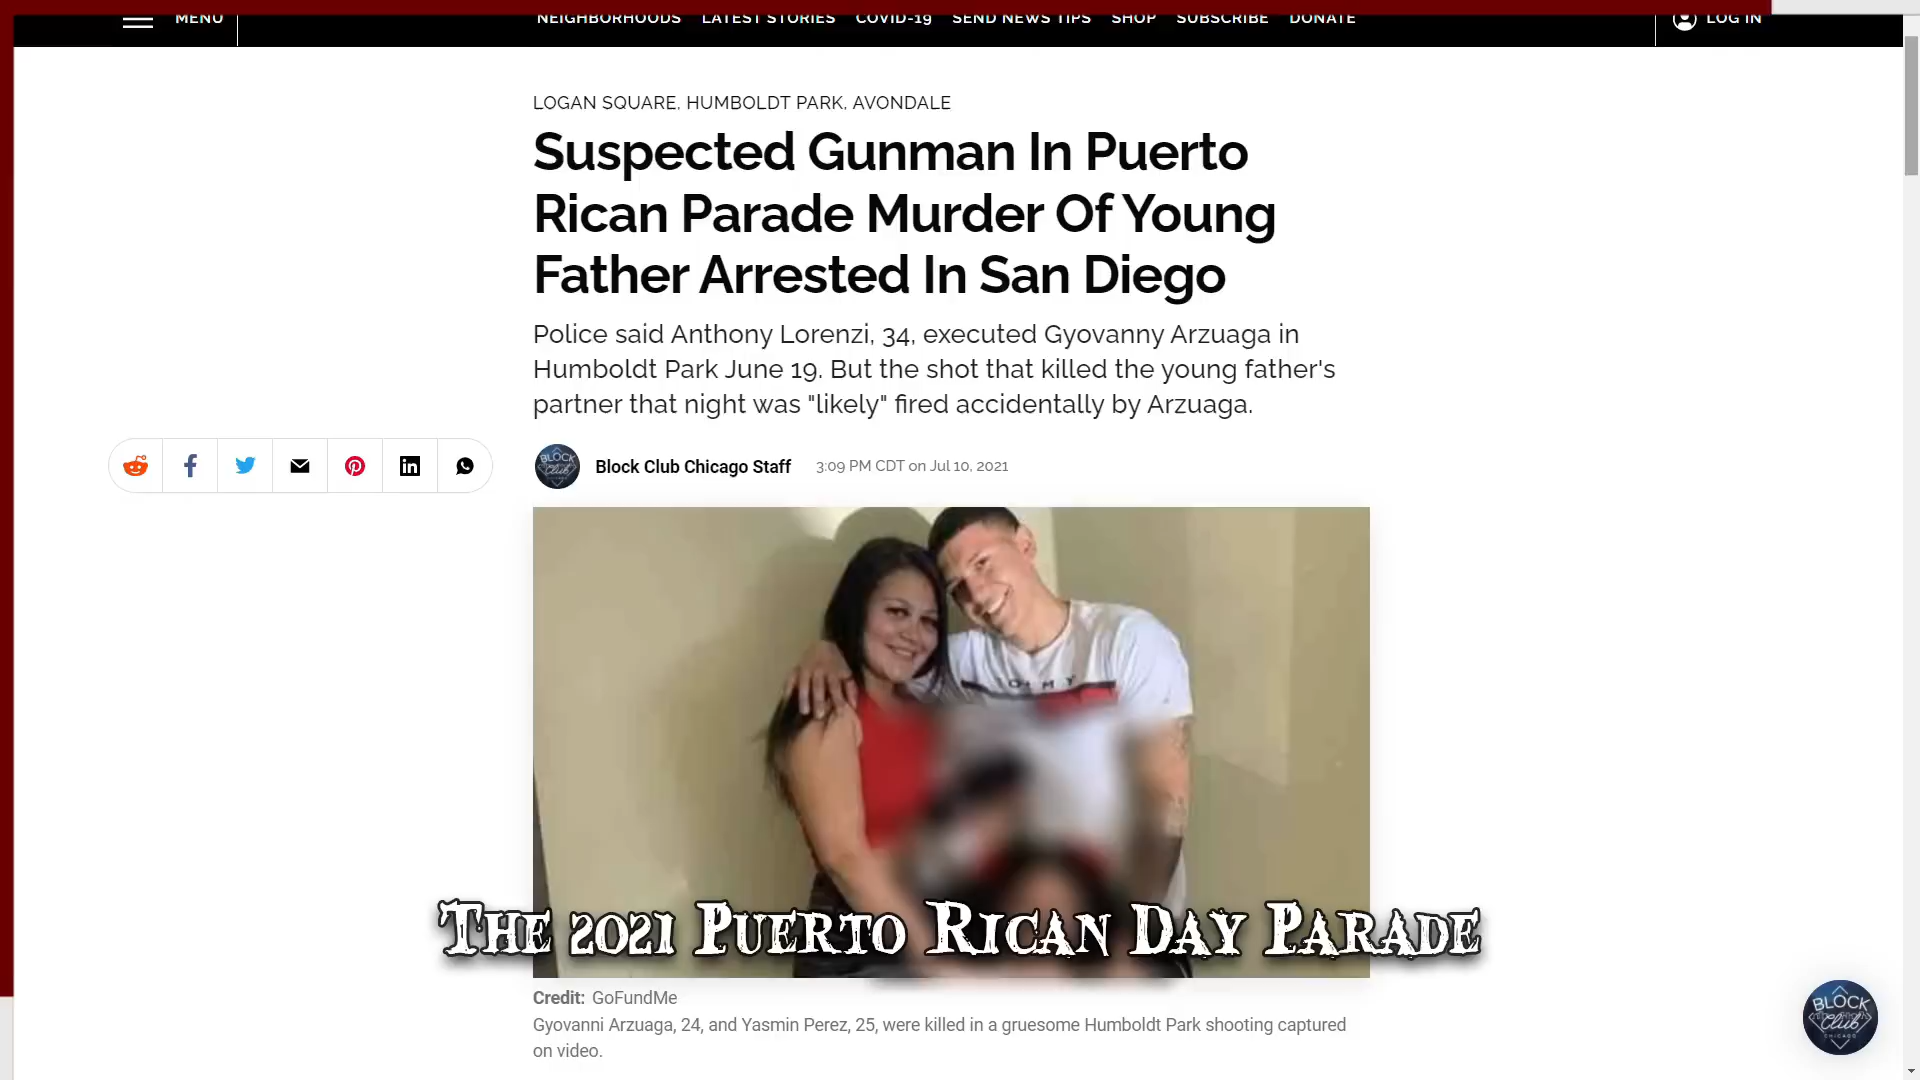 MENU
NEIGHBORHOODS LATEST STORIES COVID-19 SEND NEWS TIPS SHOP SUBSCRIBE DONATE
LOG IN
LOGAN SQUARE, HUMBOLDT PARK, AVONDALE
Suspected Gunman In Puerto
Rican Parade Murder Of Young
Father Arrested In San Diego
Police said Anthony Lorenzi, 34, executed Gyovanny Arzuaga in
Humboldt Park June 19. But the shot that killed the young father's
partner that night was "likely" fired accidentally by Arzuaga.
Block Club Chicago Staff 3:09 PM CDT on Jul 10, 2021
THE 2021 PUERTO RICAN DAY PARADE
Credit: GoFundMe
Gyovanni Arzuaga, 24, and Yasmin Perez, 25, were killed in a gruesome Humboldt Park shooting captured
on video.
BLOCK
Club
CHICAGO